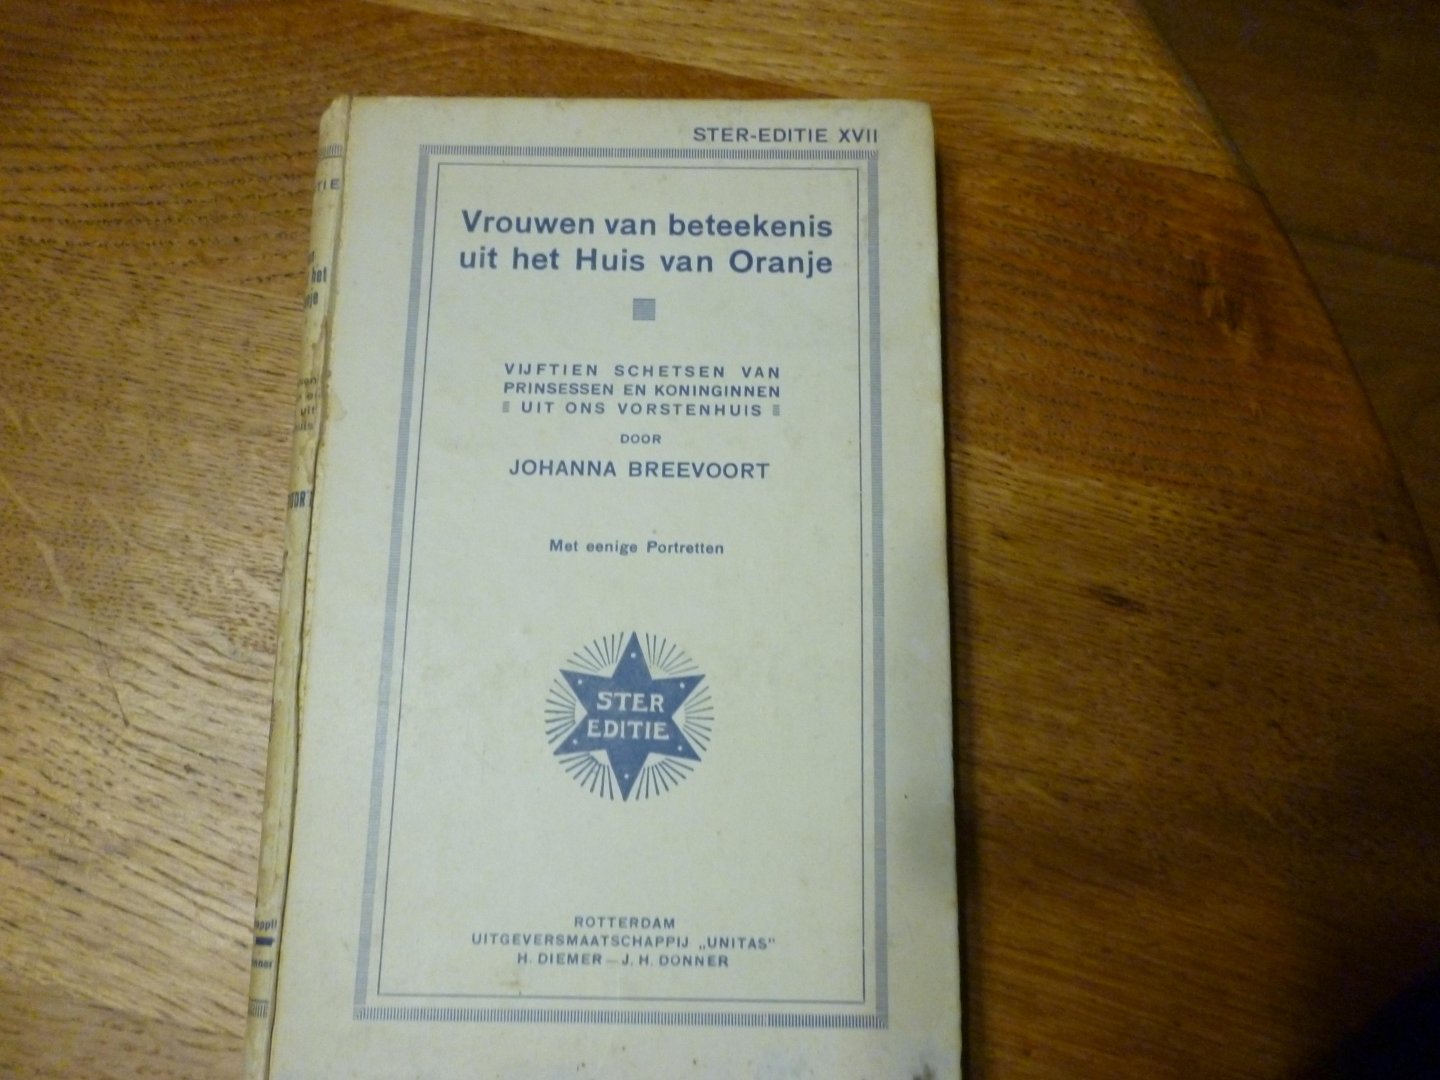 STER-EDITIE XVII
Vrouwen van beteekenis
uit het Huis van Oranje
VIJFTIEN SCHETSEN VAN
PRINSESSEN EN KONINGINNEN
UIT ONS VORSTENHUIS
DOOR
JOHANNA BREEVOORT
Met eenige Portretten
STER
EDITIE
ROTTERDAM
UITGEVERSMAATSCHAPPIJ „UNITAS”
H. DIEMER — J. H. DONNER